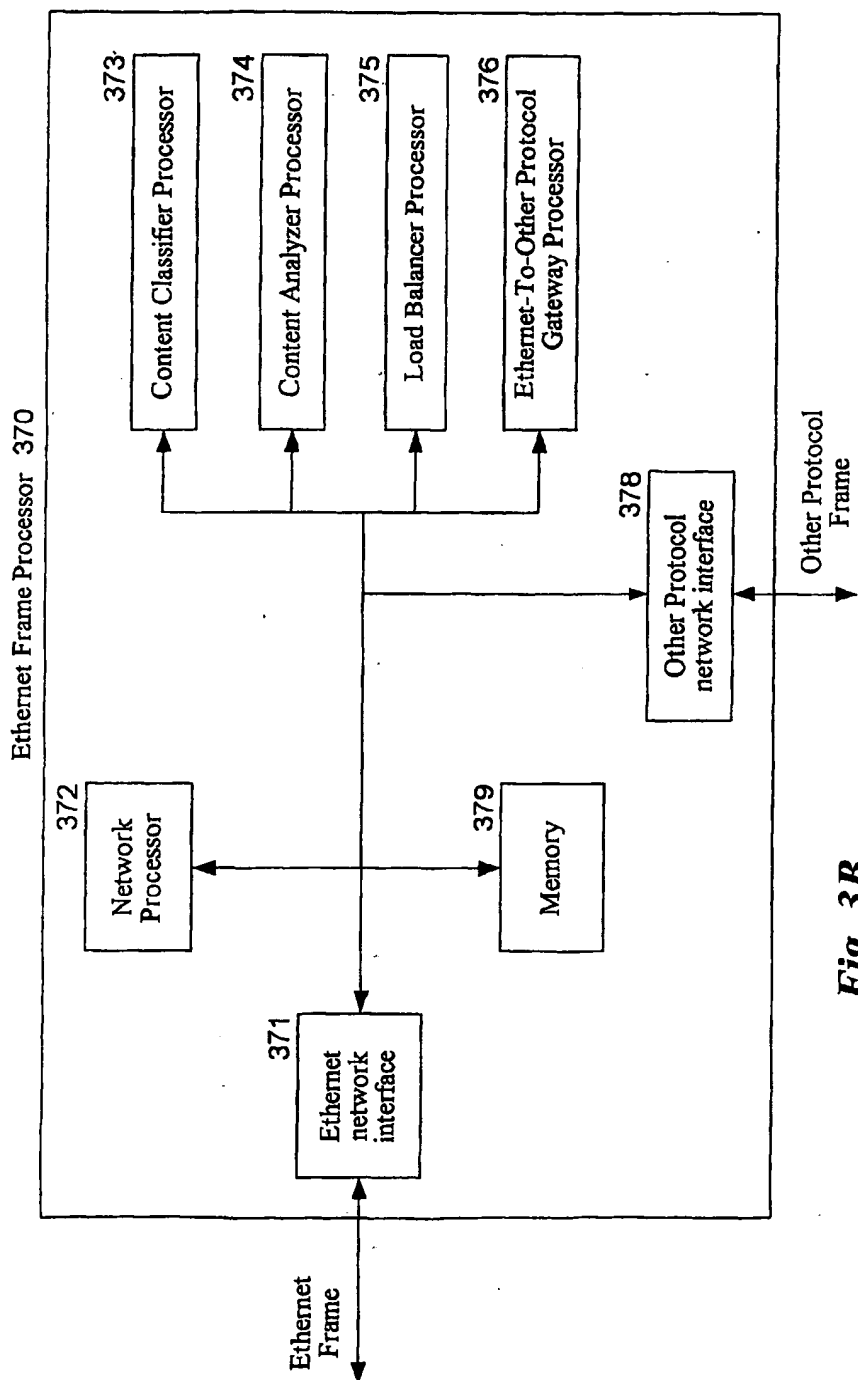 Ethernet Frame Processor 370
372
Network
Processor
373
Content Classifier Processor
374
Content Analyzer Processor
375
Load Balancer Processor
376
Ethernet-To-Other Protocol
Gateway Processor
371
Ethernet
network
interface
Ethernet
Frame
379
Memory
378
Other Protocol
network interface
Other Protocol
Frame
Fig. 3B